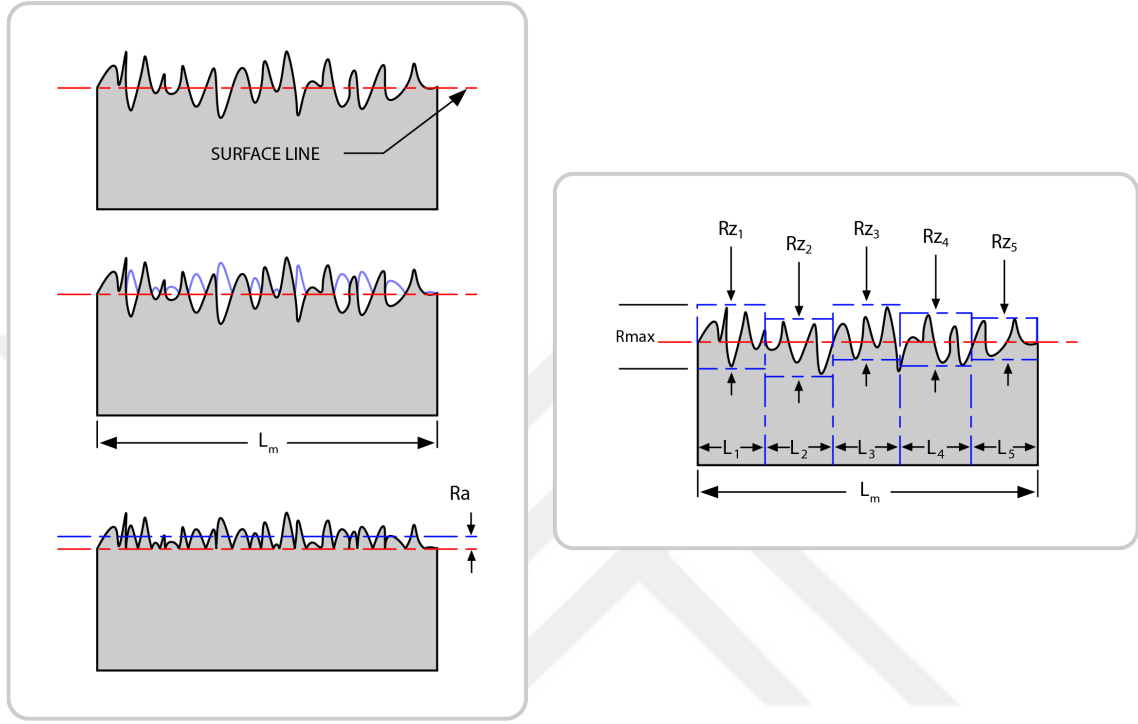 SURFACE LINE
Lₘ
Ra
Rz₁
Rz₂
Rz₃
Rz₄
Rz₅
Rmax
L₁
L₂
L₃
L₄
L₅
Lₘ